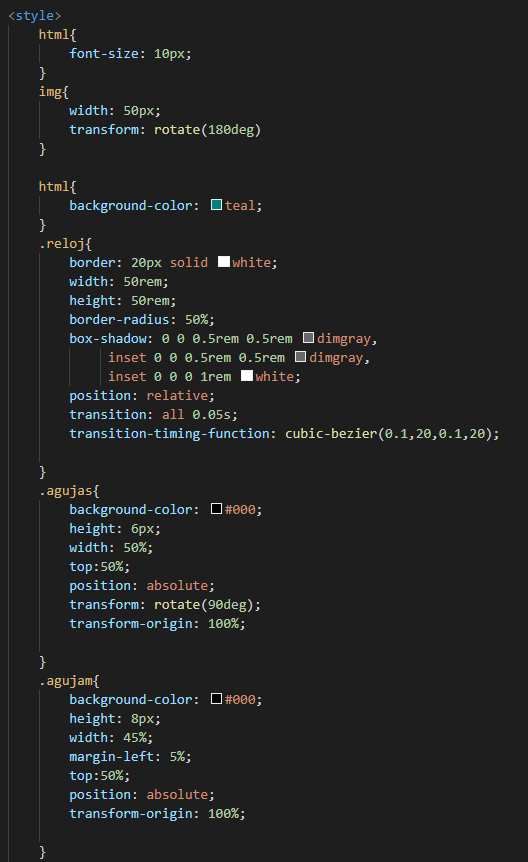 <style>
html{
font-size: 10px;
}
img{
width: 50px;
transform: rotate(180deg)
}
html{
background-color: teal;
}
.reloj{
border: 20px solid white;
width: 50rem;
height: 50rem;
border-radius: 50%;
box-shadow: 0 0 0.5rem 0.5rem dimgray,
inset 0 0 0.5rem 0.5rem dimgray,
inset 0 0 0 1rem white;
position: relative;
transition: all 0.05s;
transition-timing-function: cubic-bezier(0.1,20,0.1,20);
}
.agujas{
background-color: #000;
height: 6px;
width: 50%;
top:50%;
position: absolute;
transform: rotate(90deg);
transform-origin: 100%;
}
.agujam{
background-color: #000;
height: 8px;
width: 45%;
margin-left: 5%;
top:50%;
position: absolute;
transform-origin: 100%;
}